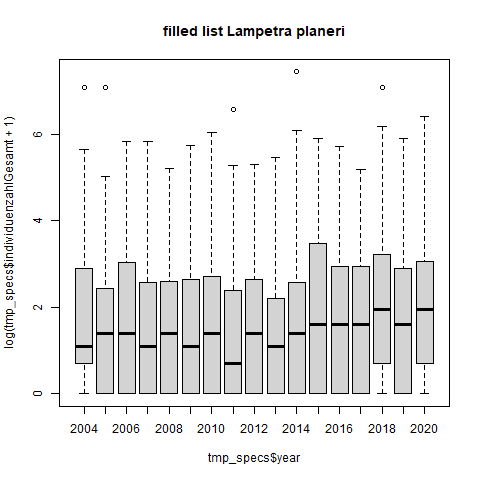 filled list Lampetra planeri
log(tmp_specs$individuenzahlGesamt + 1)
6
4
2
0
2004 2006 2008 2010 2012 2014 2016 2018 2020
tmp_specs$year